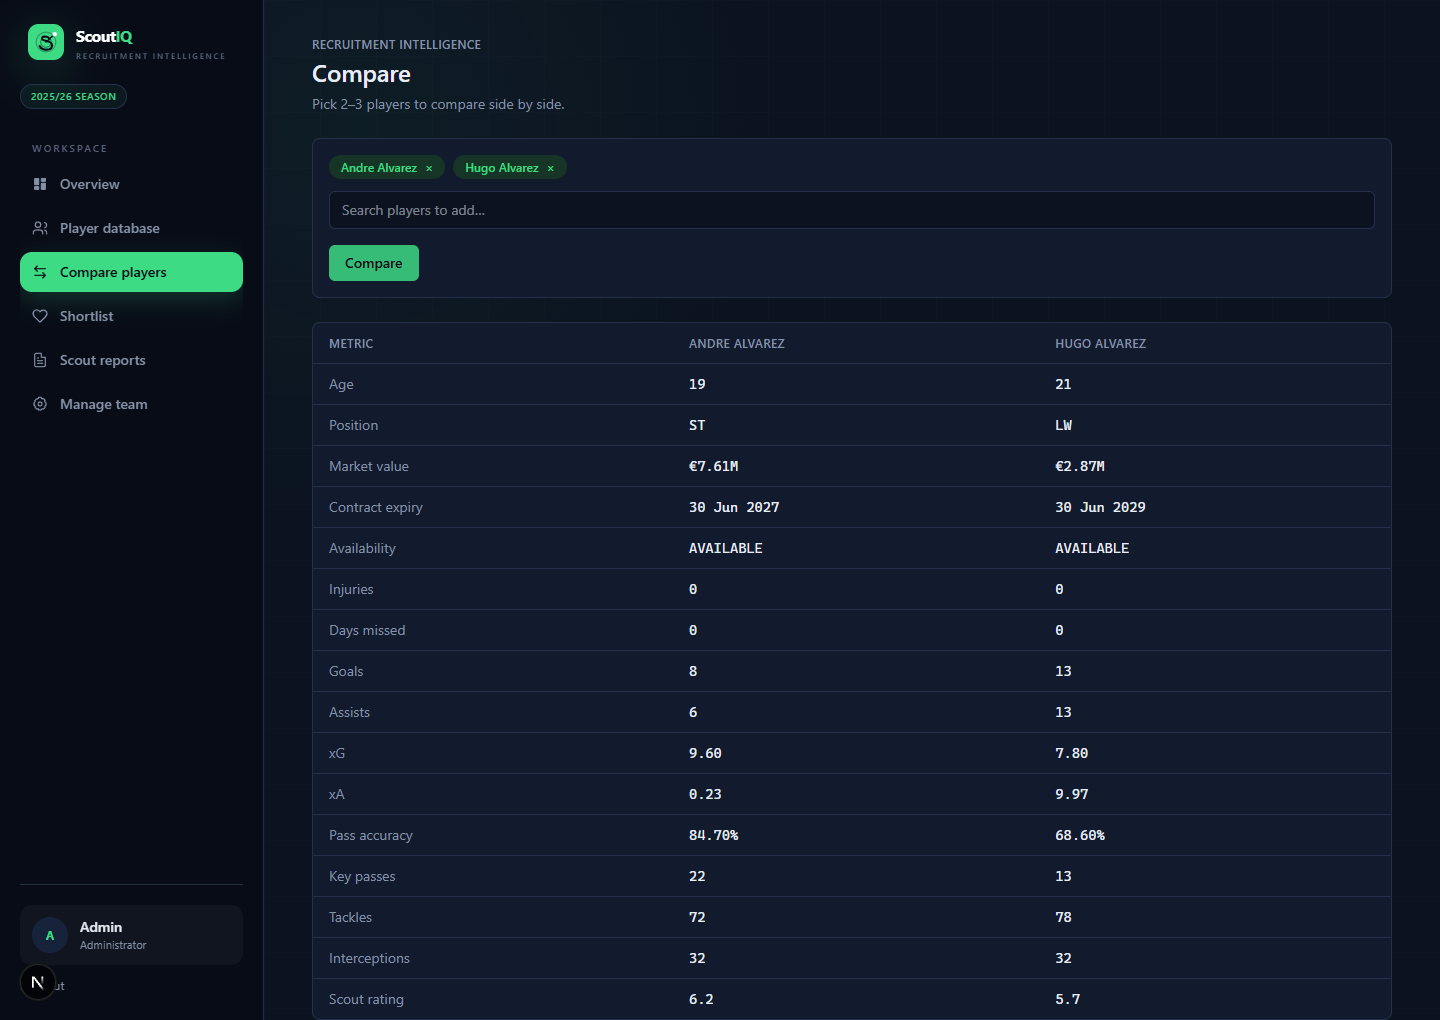 ScoutIQ
RECRUITMENT INTELLIGENCE
2025/26 SEASON
WORKSPACE
Overview
Player database
Compare players
Shortlist
Scout reports
Manage team
A
Admin
Administrator
N
ut
RECRUITMENT INTELLIGENCE
Compare
Pick 2–3 players to compare side by side.
Andre Alvarez × Hugo Alvarez ×
Search players to add...
Compare
METRIC ANDRE ALVAREZ HUGO ALVAREZ
Age 19 21
Position ST LW
Market value €7.61M €2.87M
Contract expiry 30 Jun 2027 30 Jun 2029
Availability AVAILABLE AVAILABLE
Injuries 0 0
Days missed 0 0
Goals 8 13
Assists 6 13
xG 9.60 7.80
xA 0.23 9.97
Pass accuracy 84.70% 68.60%
Key passes 22 13
Tackles 72 78
Interceptions 32 32
Scout rating 6.2 5.7